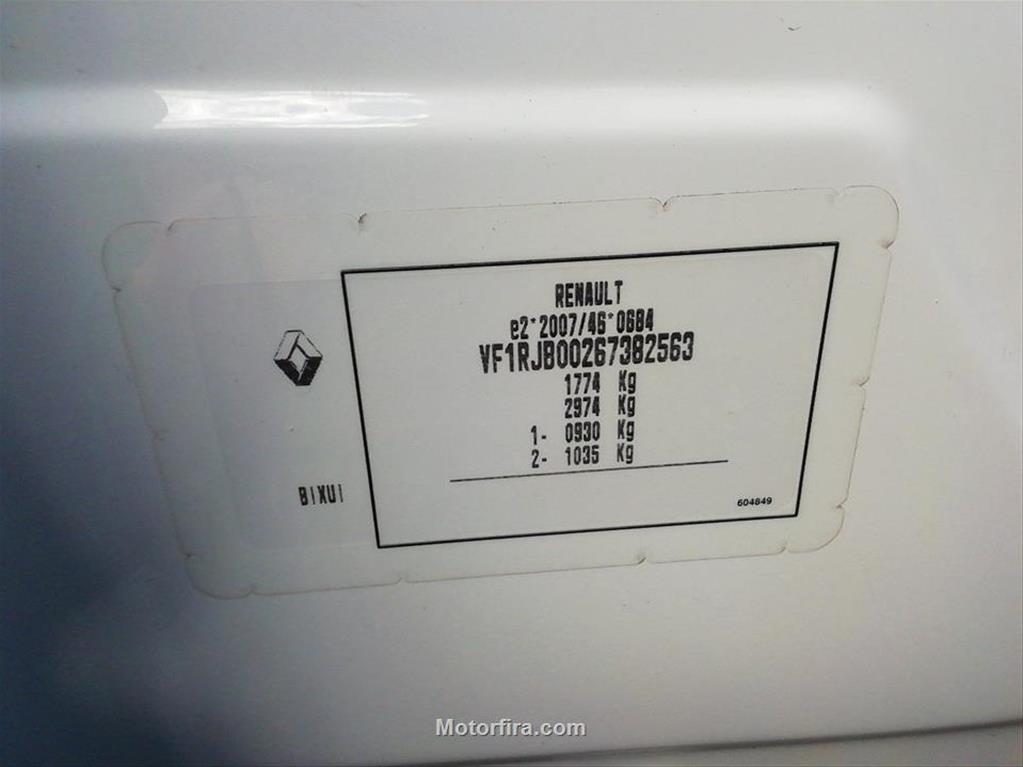 RENAULT
e2*2007/46*0684
VF1RJB00267382563
1774 Kg
2974 Kg
1- 0930 Kg
2- 1035 Kg
BIXUI
604849
Motorfira.com